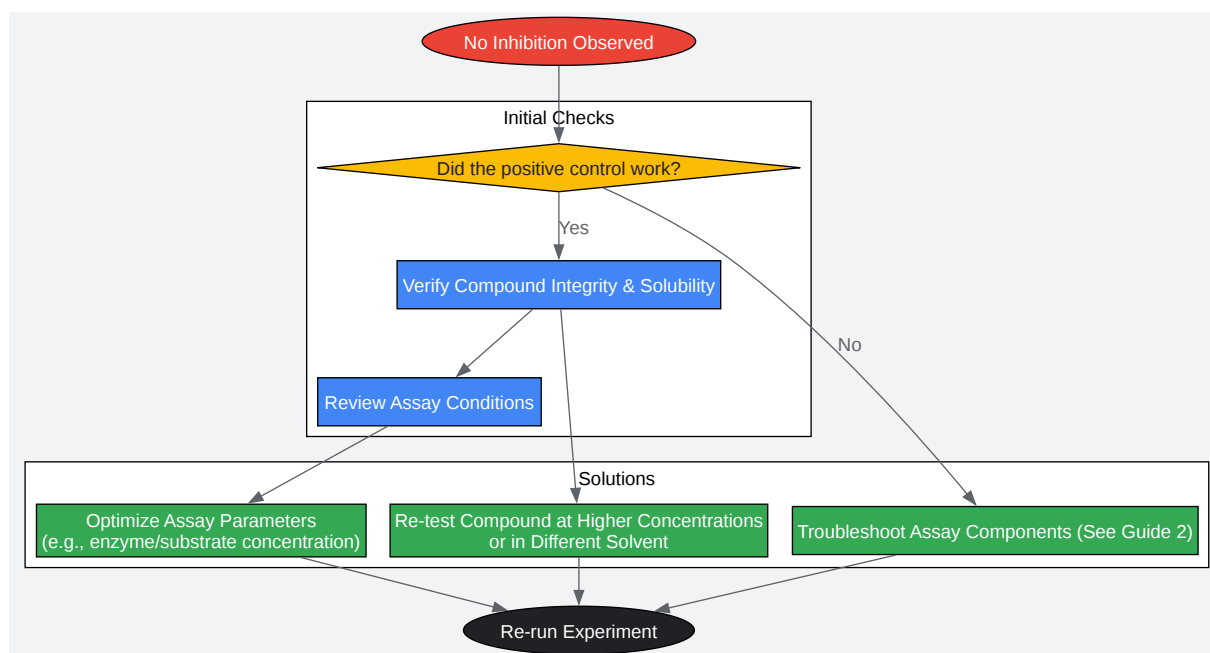 No Inhibition Observed
Initial Checks
Did the positive control work?
Yes
Verify Compound Integrity & Solubility
No
Review Assay Conditions
Solutions
Optimize Assay Parameters
(e.g., enzyme/substrate concentration)
Re-test Compound at Higher Concentrations
or in Different Solvent
Troubleshoot Assay Components (See Guide 2)
Re-run Experiment